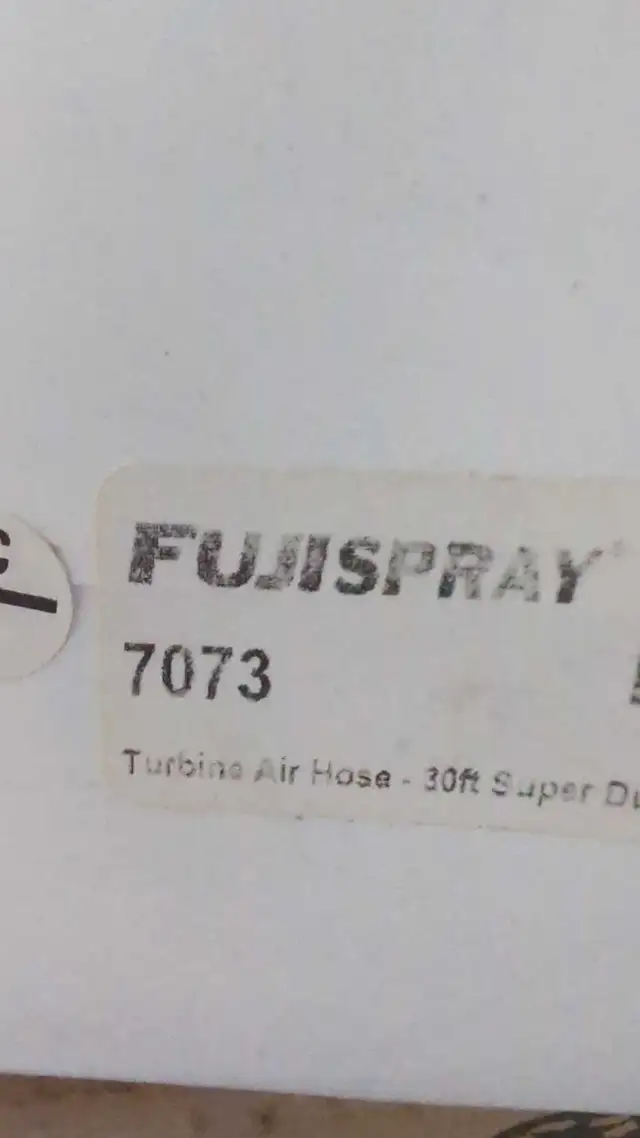 FUJISPRAY®
7073
Turbine Air Hose - 30ft Super